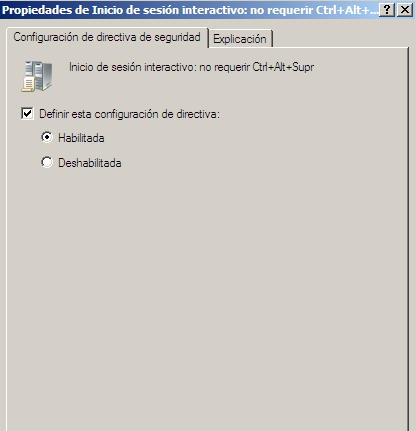 Propiedades de Inicio de sesión interactivo: no requerir Ctrl+Alt+...
Configuración de directiva de seguridad
Explicación
Inicio de sesión interactivo: no requerir Ctrl+Alt+Supr
Definir esta configuración de directiva:
Habilitada
Deshabilitada